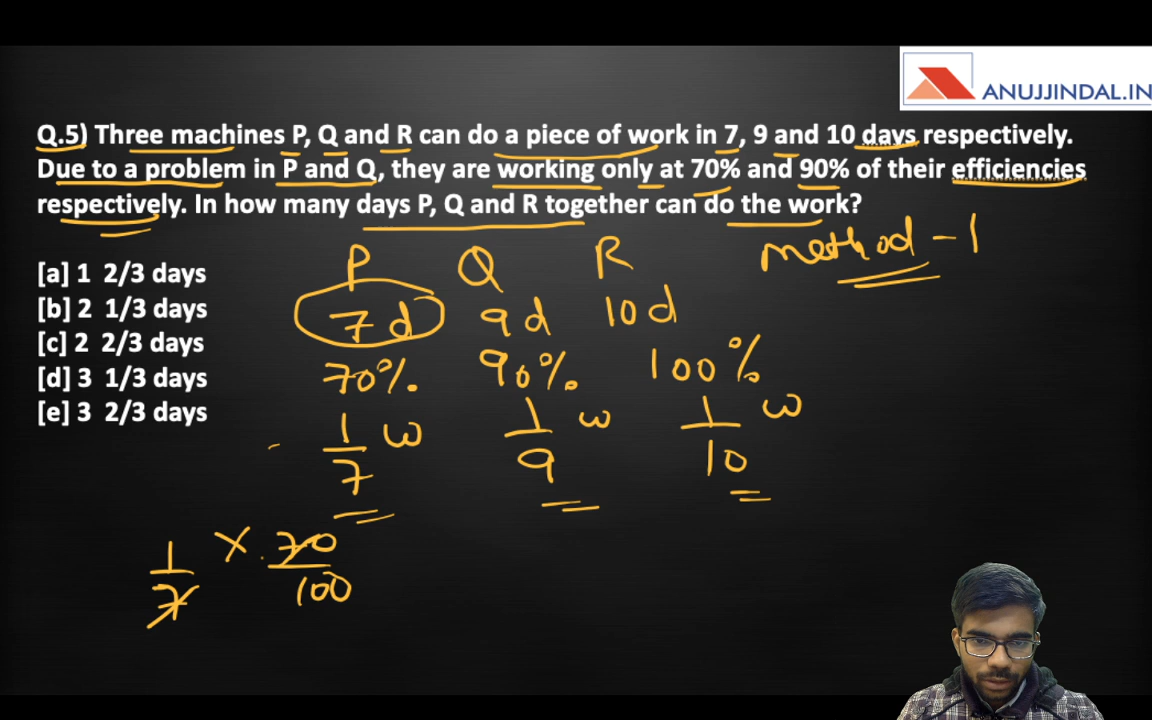 ANUJJINDAL.IN
Q.5) Three machines P, Q and R can do a piece of work in 7, 9 and 10 days respectively.
Due to a problem in P and Q, they are working only at 70% and 90% of their efficiencies
respectively. In how many days P, Q and R together can do the work?
method - 1
P Q R
[a] 1 2/3 days
[b] 2 1/3 days
[c] 2 2/3 days
[d] 3 1/3 days
[e] 3 2/3 days
7 d 9 d 10 d
70% 90% 100%
1/7 w 1/9 w 1/10 w
1/7 × 70/100